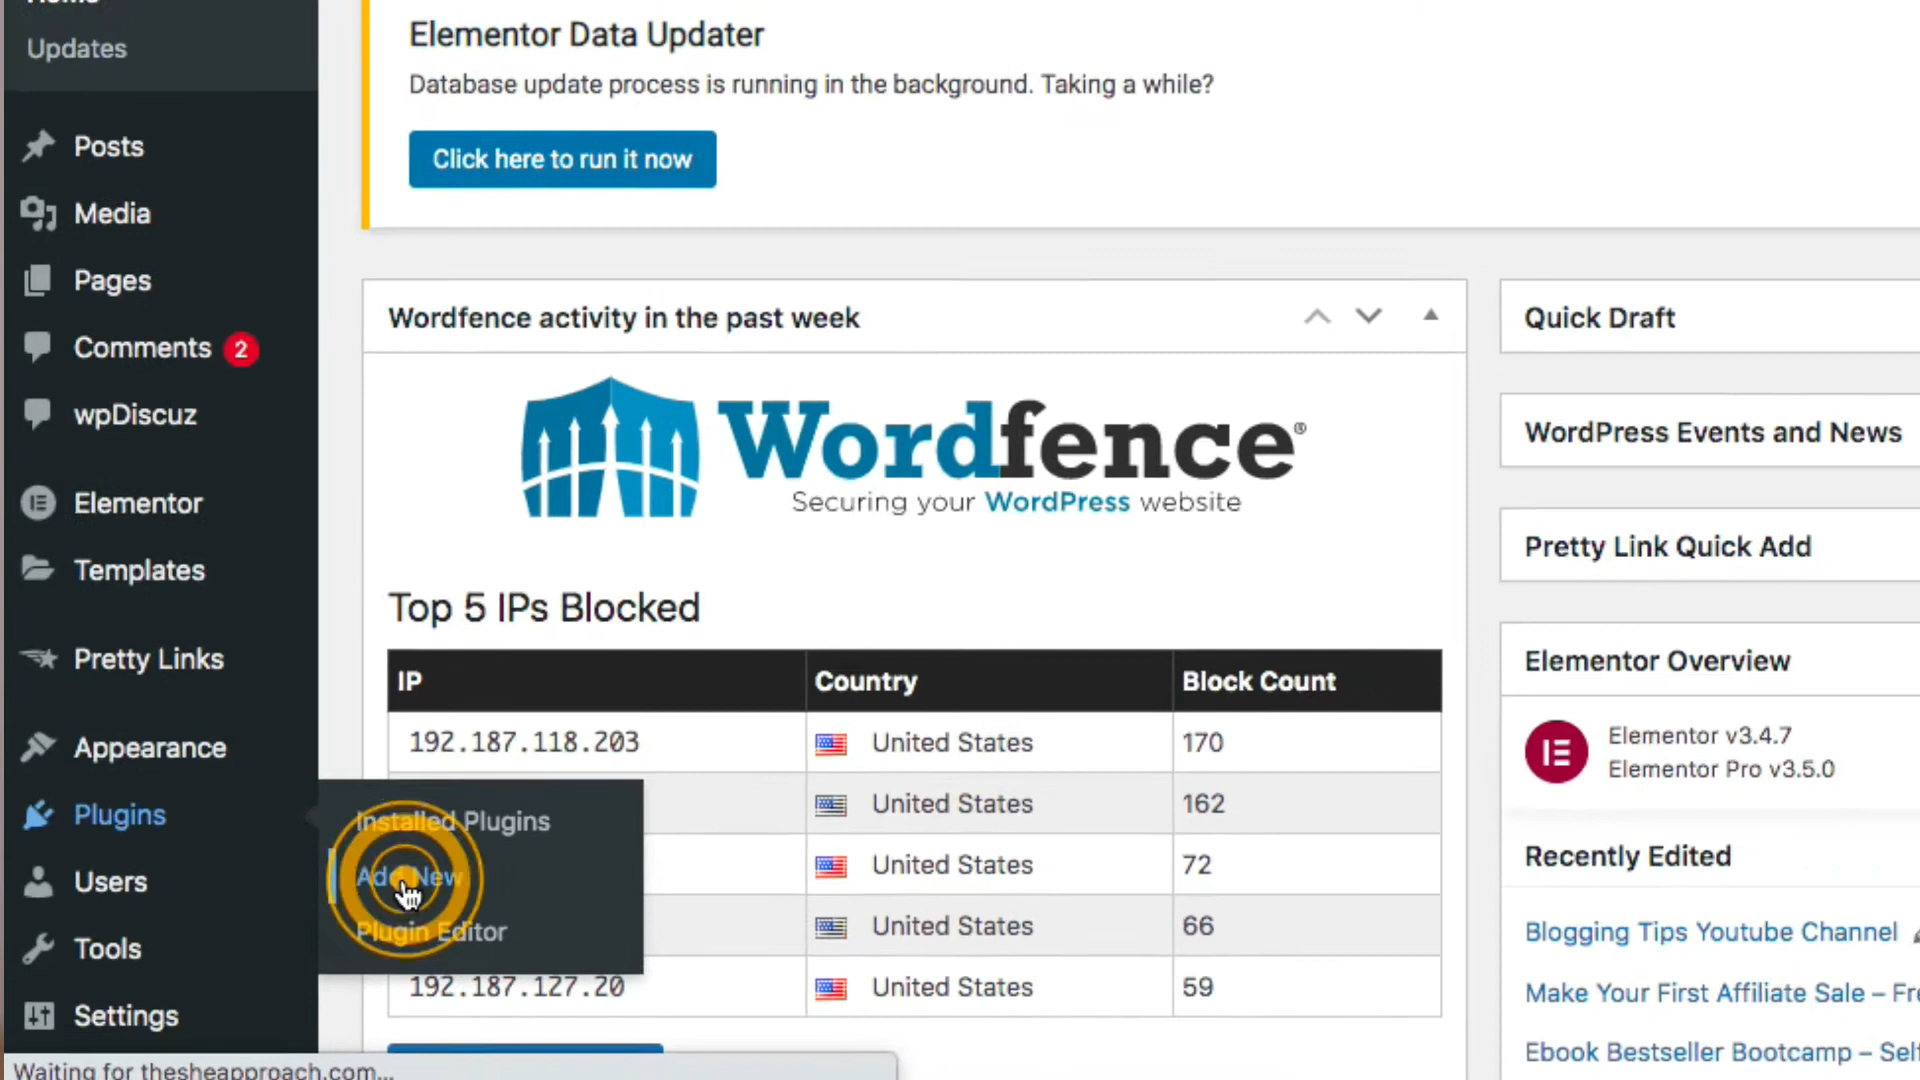 Home
Updates
Posts
Media
Pages
Comments 2
wpDiscuz
Elementor
Templates
Pretty Links
Appearance
Plugins
Users
Tools
Settings
Installed Plugins
Add New
Plugin Editor
Elementor Data Updater
Database update process is running in the background. Taking a while?
Click here to run it now
Wordfence activity in the past week
Wordfence®
Securing your WordPress website
Top 5 IPs Blocked
IP Country Block Count
192.187.118.203 United States 170
United States 162
United States 72
United States 66
192.187.127.20 United States 59
Quick Draft
WordPress Events and News
Pretty Link Quick Add
Elementor Overview
Elementor v3.4.7
Elementor Pro v3.5.0
Recently Edited
Blogging Tips Youtube Channel
Make Your First Affiliate Sale – Fre
Ebook Bestseller Bootcamp – Self
Waiting for thesheapproach.com...